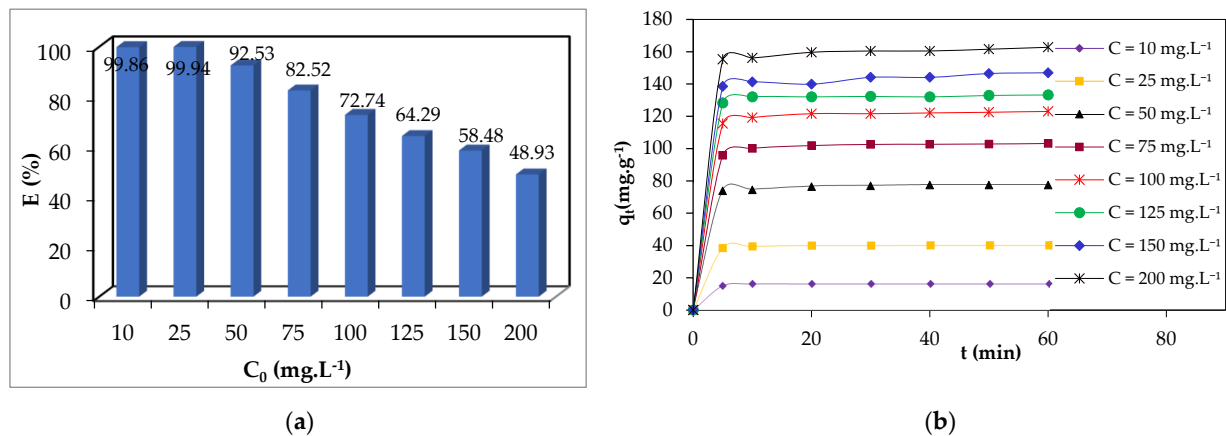 100
80
60
40
20
0
E (%)
99.86
99.94
92.53
82.52
72.74
64.29
58.48
48.93
10 25 50 75 100 125 150 200
C₀ (mg.L⁻¹)
(a)
180
160
140
120
100
80
60
40
20
0
qₜ(mg.g⁻¹)
0 20 40 60 80
t (min)
C = 10 mg.L⁻¹
C = 25 mg.L⁻¹
C = 50 mg.L⁻¹
C = 75 mg.L⁻¹
C = 100 mg.L⁻¹
C = 125 mg.L⁻¹
C = 150 mg.L⁻¹
C = 200 mg.L⁻¹
(b)